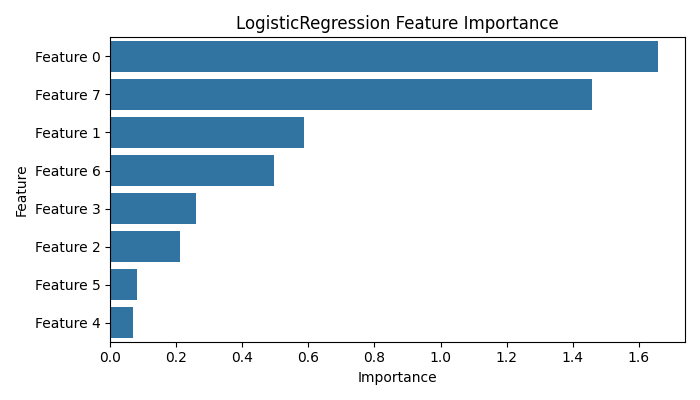 LogisticRegression Feature Importance
Feature 0
Feature 7
Feature 1
Feature 6
Feature 3
Feature 2
Feature 5
Feature 4
Feature
0.0 0.2 0.4 0.6 0.8 1.0 1.2 1.4 1.6
Importance